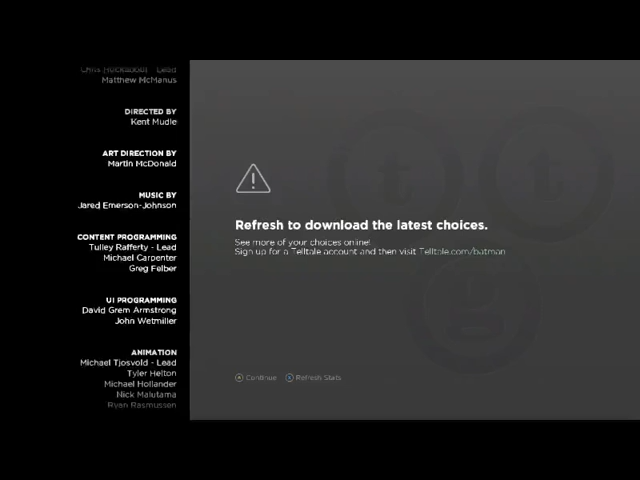 Lead
Matthew McManus
DIRECTED BY
Kent Mudle
ART DIRECTION BY
Martin McDonald
MUSIC BY
Jared Emerson-Johnson
CONTENT PROGRAMMING
Tulley Rafferty - Lead
Michael Carpenter
Greg Felber
UI PROGRAMMING
David Grem Armstrong
John Wetmiller
ANIMATION
Michael Tjosvold - Lead
Tyler Helton
Michael Hollander
Nick Malutama
Ryan Rasmussen
Refresh to download the latest choices.
See more of your choices online!
Sign up for a Telltale account and then visit Telltale.com/batman
Continue
Refresh Stats
t
t
g